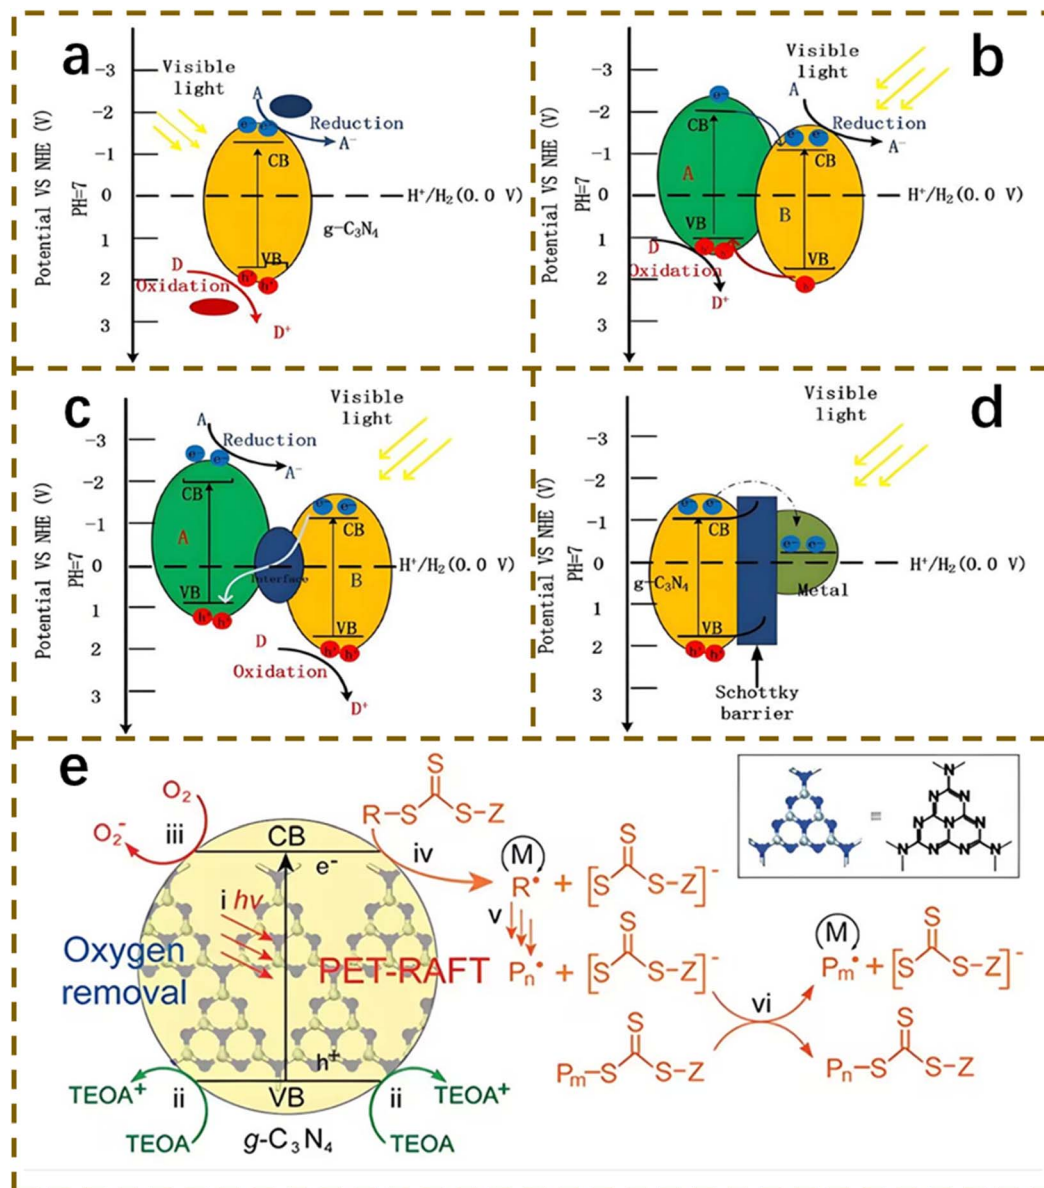 a
Visible
light
Potential VS NHE (V)
PH=7
-3
-2
-1
0
1
2
3
A
e⁻ e⁻
Reduction
A⁻
CB
H⁺/H₂(0.0 V)
g-C₃N₄
VB
D
h⁺ h⁺
Oxidation
D⁺
b
Visible
light
Potential VS NHE (V)
PH=7
-3
-2
-1
0
1
2
3
e⁻
A
CB
e⁻ e⁻
Reduction
CB
A⁻
A
H⁺/H₂(0.0 V)
B
VB
D
VB
Oxidation
D⁺
c
Visible
light
Potential VS NHE (V)
PH=7
-3
-2
-1
0
1
2
3
A
Reduction
e⁻ e⁻
A⁻
CB
e⁻ e⁻
CB
A
H⁺/H₂(0.0 V)
Interface
B
VB
h⁺ h⁺
VB
D
h⁺ h⁺
Oxidation
D⁺
d
Visible
light
Potential VS NHE (V)
PH=7
-3
-2
-1
0
1
2
3
e⁻ e⁻
CB
e⁻ e⁻
H⁺/H₂(0.0 V)
g-C₃N₄
Metal
VB
h⁺ h⁺
Schottky
barrier
e
O₂
O₂⁻
iii
CB
e⁻
i hν
Oxygen
removal
PET-RAFT
h⁺
VB
TEOA⁺
ii
TEOA
ii
TEOA⁺
TEOA
g-C₃N₄
S
R-S S-Z
iv
M
R• + [S S S-Z]⁻
v
Pₙ• + [S S S-Z]⁻
vi
S
Pₘ-S S-Z
M
Pₘ• + [S S S-Z]⁻
S
Pₙ-S S-Z
≡
N N N N N N N N N N